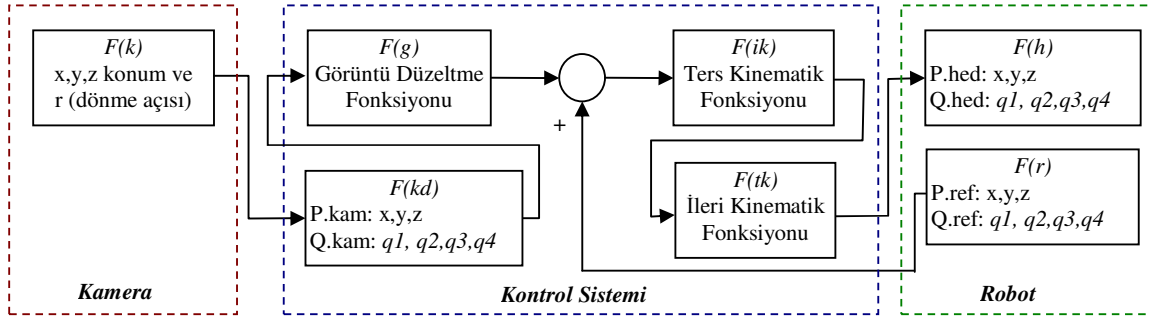 F(k)
x,y,z konum ve
r (dönme açısı)
Kamera
F(g)
Görüntü Düzeltme
Fonksiyonu
F(kd)
P.kam: x,y,z
Q.kam: q1, q2,q3,q4
+
F(ik)
Ters Kinematik
Fonksiyonu
F(tk)
İleri Kinematik
Fonksiyonu
Kontrol Sistemi
F(h)
P.hed: x,y,z
Q.hed: q1, q2,q3,q4
F(r)
P.ref: x,y,z
Q.ref: q1, q2,q3,q4
Robot